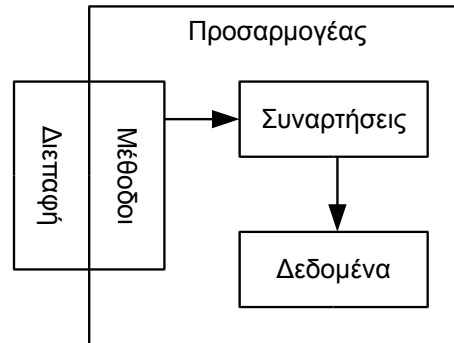 Προσαρμογέας
Διεπαφή
Μέθοδοι
Συναρτήσεις
Δεδομένα